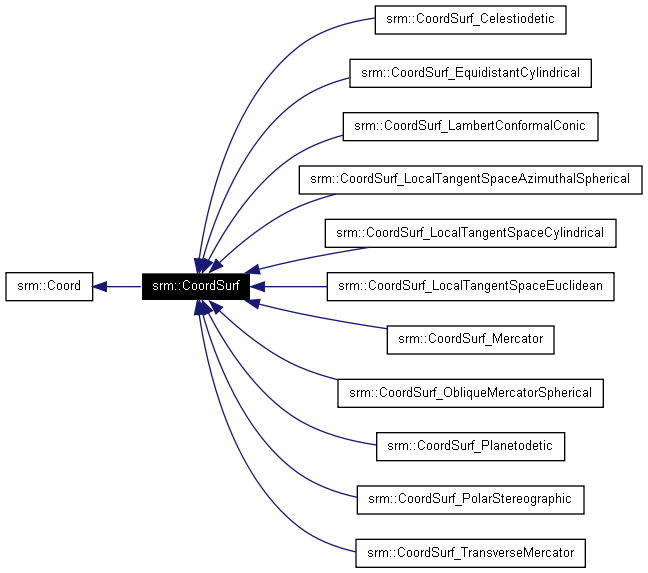 srm::CoordSurf_Celestiodetic
srm::CoordSurf_EquidistantCylindrical
srm::CoordSurf_LambertConformalConic
srm::CoordSurf_LocalTangentSpaceAzimuthalSpherical
srm::CoordSurf_LocalTangentSpaceCylindrical
srm::Coord
srm::CoordSurf
srm::CoordSurf_LocalTangentSpaceEuclidean
srm::CoordSurf_Mercator
srm::CoordSurf_ObliqueMercatorSpherical
srm::CoordSurf_Planetodetic
srm::CoordSurf_PolarStereographic
srm::CoordSurf_TransverseMercator